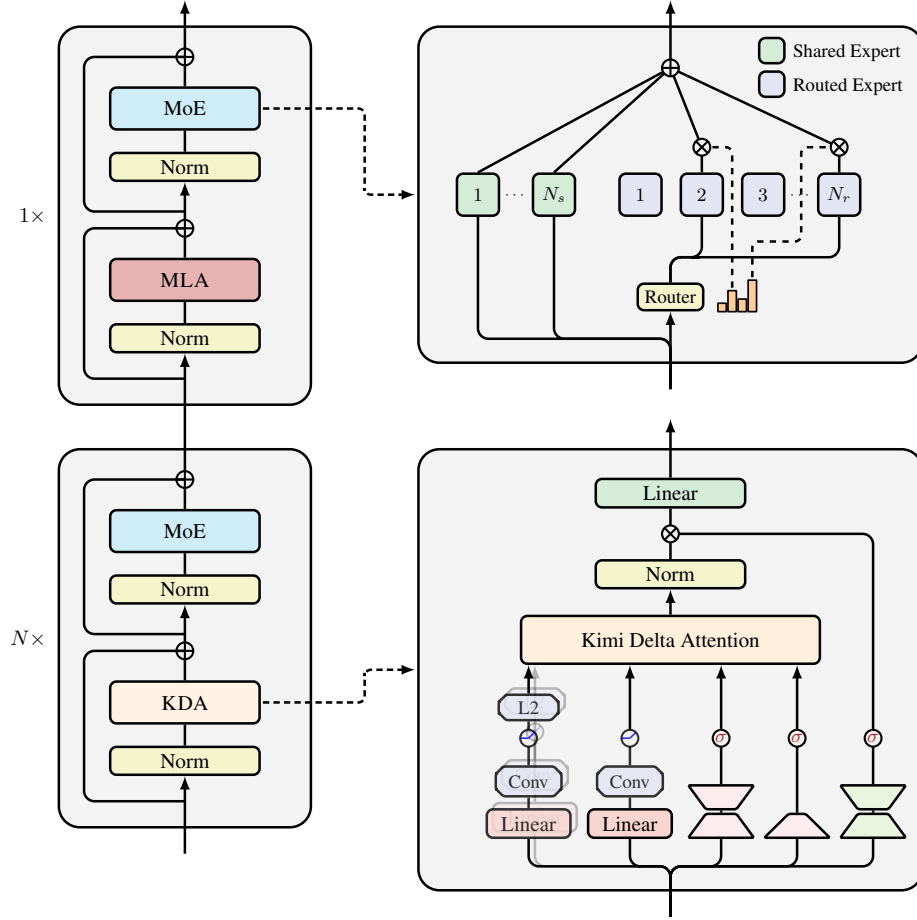 1×
MoE
Norm
MLA
Norm
N×
MoE
Norm
KDA
Norm
Shared Expert
Routed Expert
1 ··· N_s 1 2 3 ··· N_r
Router
Linear
Norm
Kimi Delta Attention
L2
σ σ σ
Conv Conv
Linear Linear